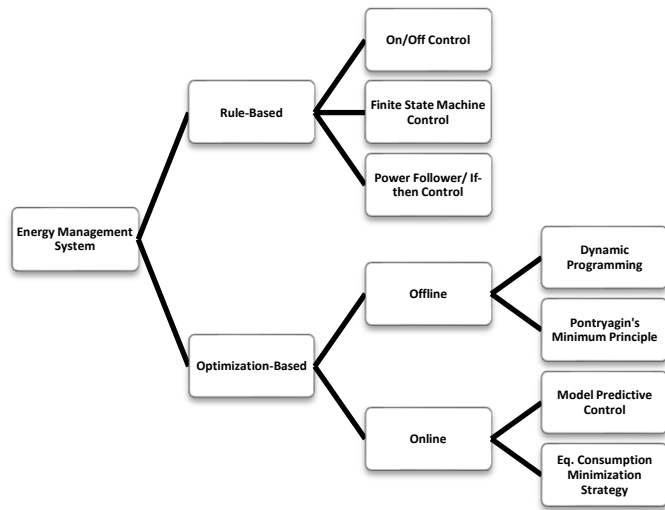 On/Off Control
Rule-Based
Finite State Machine
Control
Power Follower/ If-
then Control
Energy Management
System
Optimization-Based
Offline
Dynamic
Programming
Pontryagin's
Minimum Principle
Online
Model Predictive
Control
Eq. Consumption
Minimization
Strategy